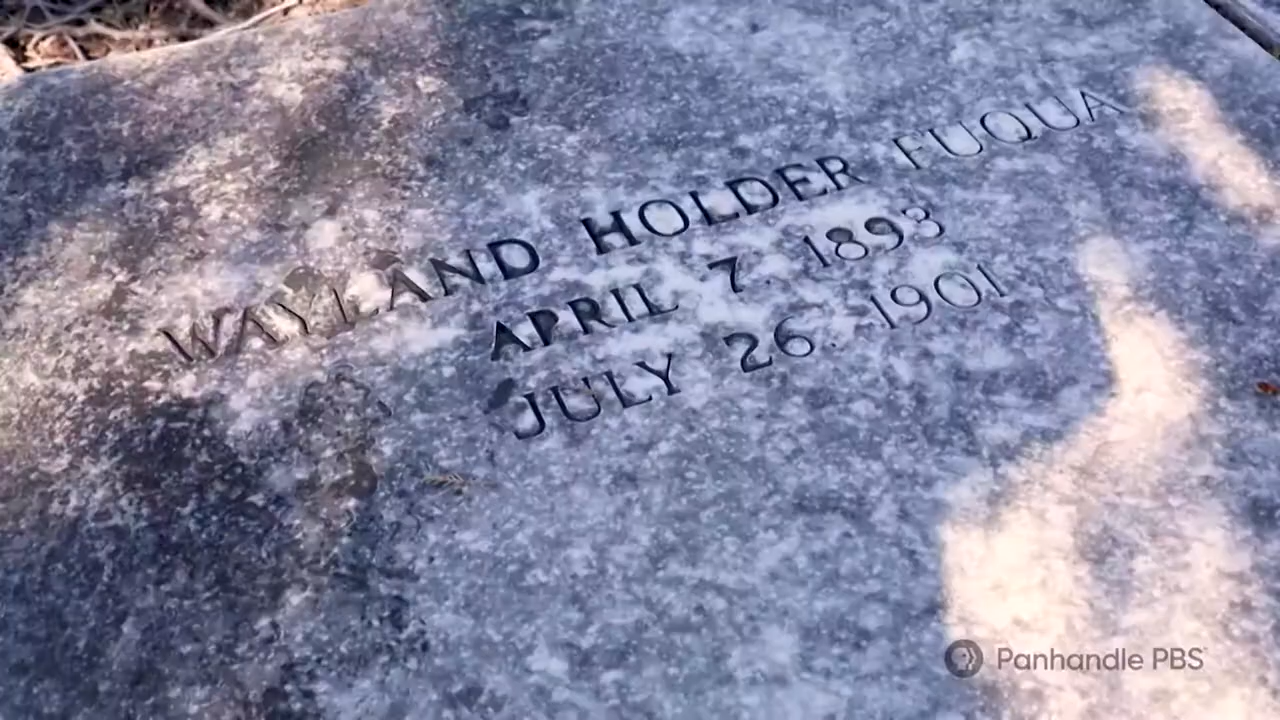 WAYLAND HOLDER FUQUA
APRIL 7. 1893
JULY 26. 1901
Panhandle PBS